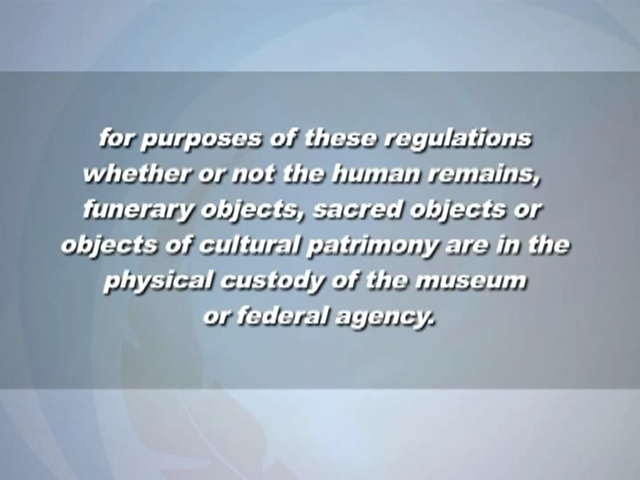 for purposes of these regulations
whether or not the human remains,
funerary objects, sacred objects or
objects of cultural patrimony are in the
physical custody of the museum
or federal agency.